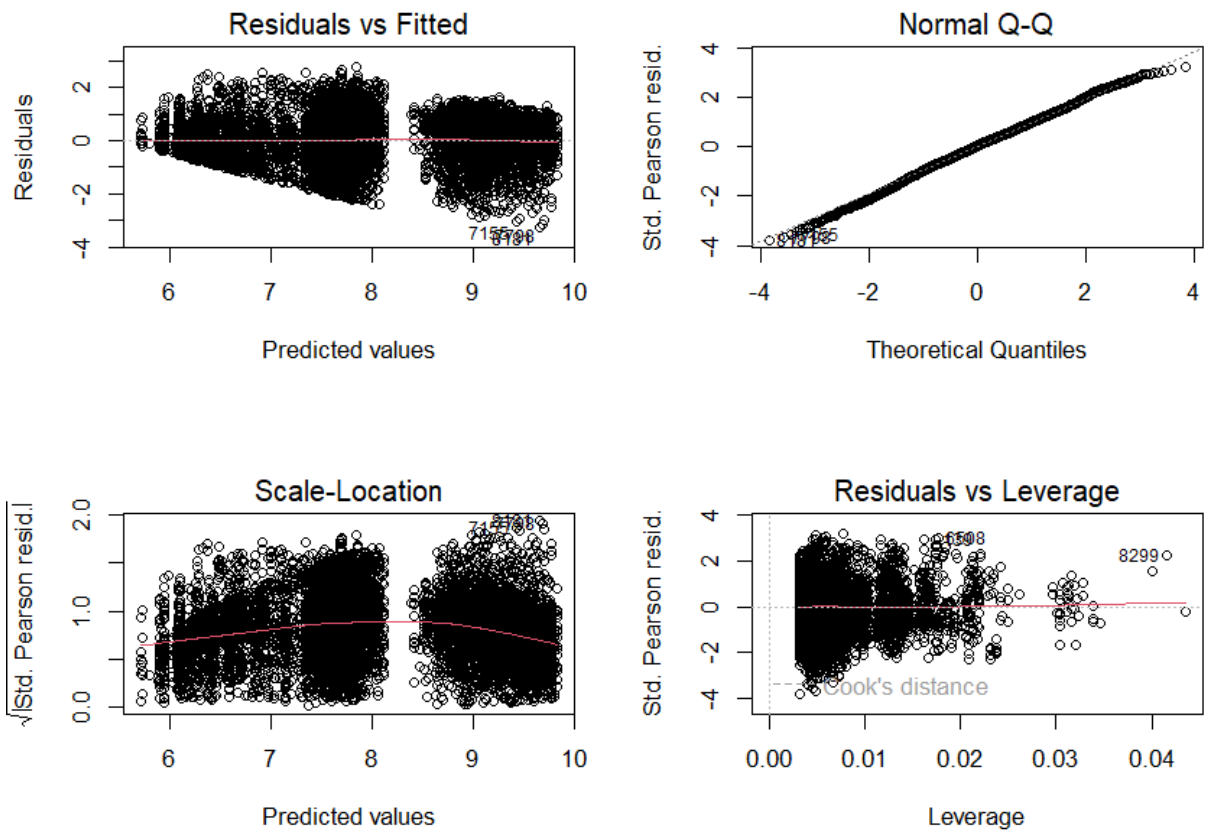 Residuals vs Fitted
Residuals
2
0
-2
-4
6
7
8
9
10
Predicted values
Normal Q-Q
Std. Pearson resid.
4
2
0
-2
-4
-4
-2
0
2
4
Theoretical Quantiles
Scale-Location
√|Std. Pearson resid.|
2.0
1.0
0.0
6
7
8
9
10
Predicted values
Residuals vs Leverage
Std. Pearson resid.
4
2
0
-2
-4
8299
Cook's distance
0.00
0.01
0.02
0.03
0.04
Leverage